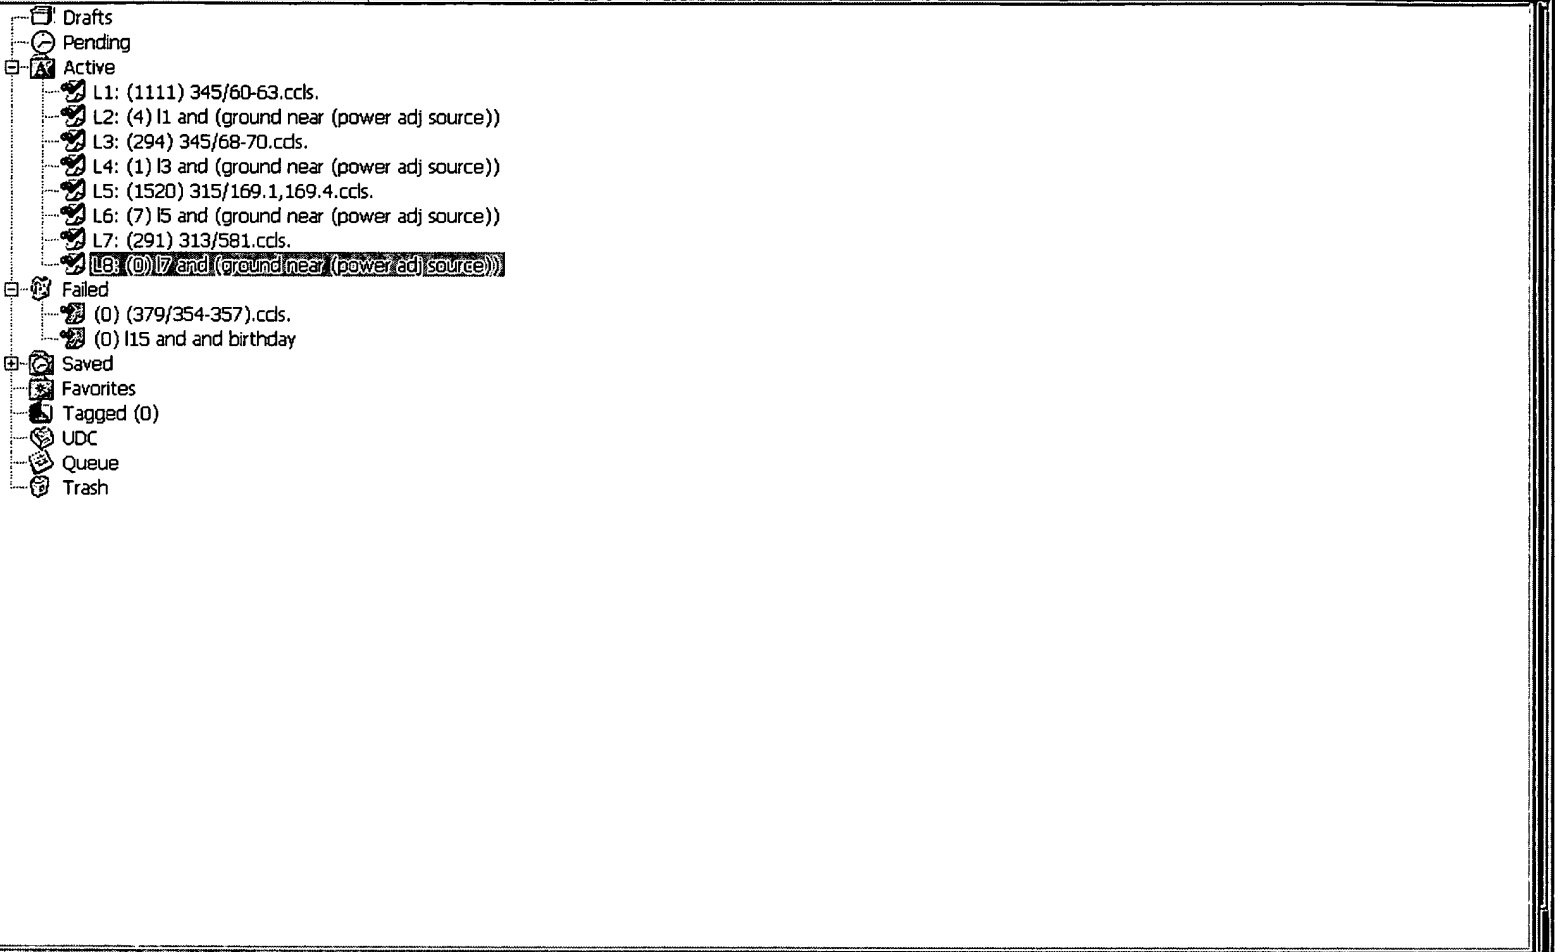 Drafts
Pending
Active
L1: (1111) 345/60-63.ccls.
L2: (4) l1 and (ground near (power adj source))
L3: (294) 345/68-70.ccls.
L4: (1) l3 and (ground near (power adj source))
L5: (1520) 315/169.1,169.4.ccls.
L6: (7) l5 and (ground near (power adj source))
L7: (291) 313/581.ccls.
L8: (0) l7 and (ground near (power adj source))
Failed
(0) (379/354-357).ccls.
(0) l15 and and birthday
Saved
Favorites
Tagged (0)
UDC
Queue
Trash